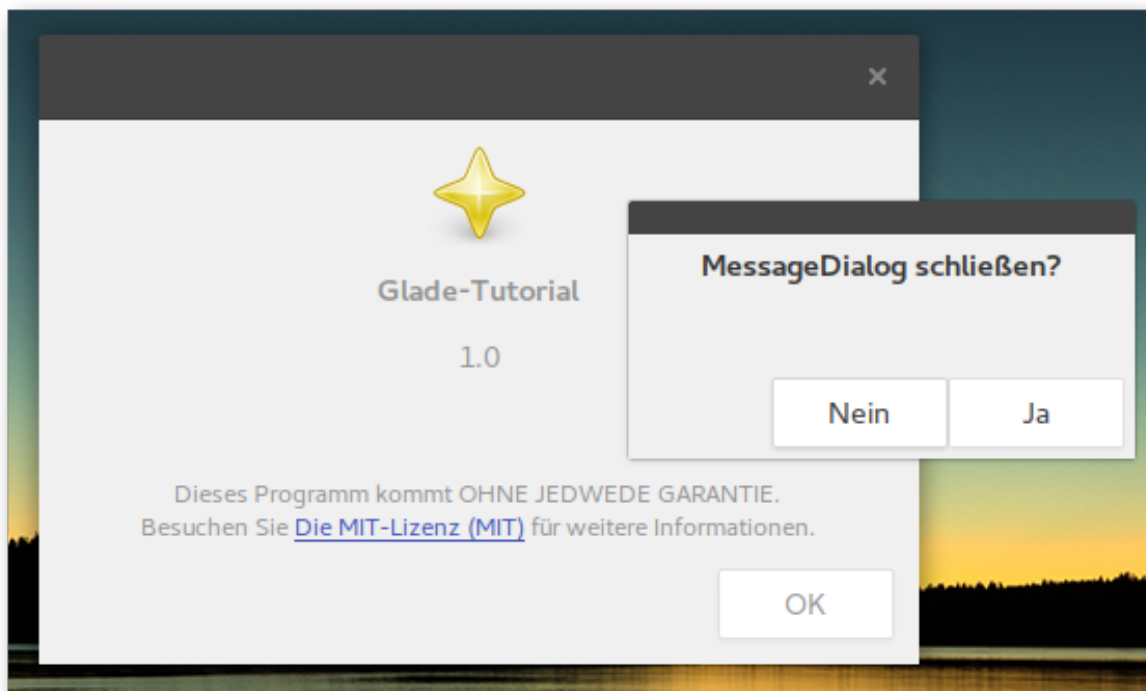 Glade-Tutorial
1.0
Dieses Programm kommt OHNE JEDWEDE GARANTIE.
Besuchen Sie Die MIT-Lizenz (MIT) für weitere Informationen.
OK
MessageDialog schließen?
Nein
Ja